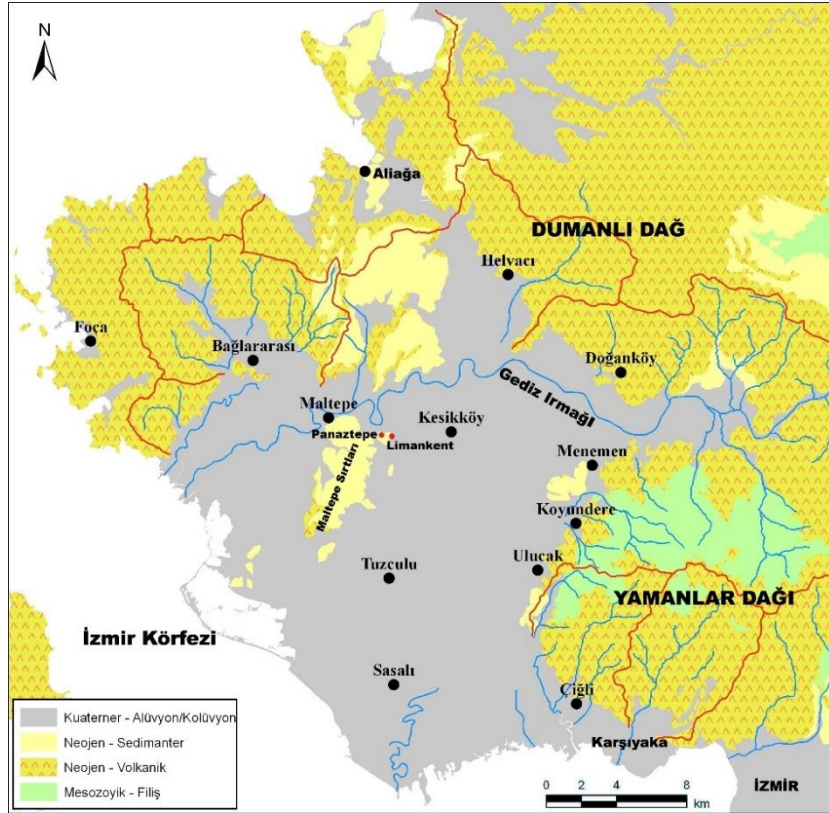 N
Aliağa
DUMANLI DAĞ
Helvacı
Foça
Bağlararası
Doğanköy
Gediz Irmağı
Maltepe
Kesikköy
Panaztepe
Limankent
Maltepe Sırtları
Menemen
Koyundere
Ulucak
Tuzculu
YAMANLAR DAĞI
İzmir Körfezi
Sasalı
Çiğli
Karşıyaka
İZMİR
Kuaterner - Alüvyon/Kolüvyon
Neojen - Sedimanter
Neojen - Volkanik
Mesozoyik - Filiş
0 2 4 8
km